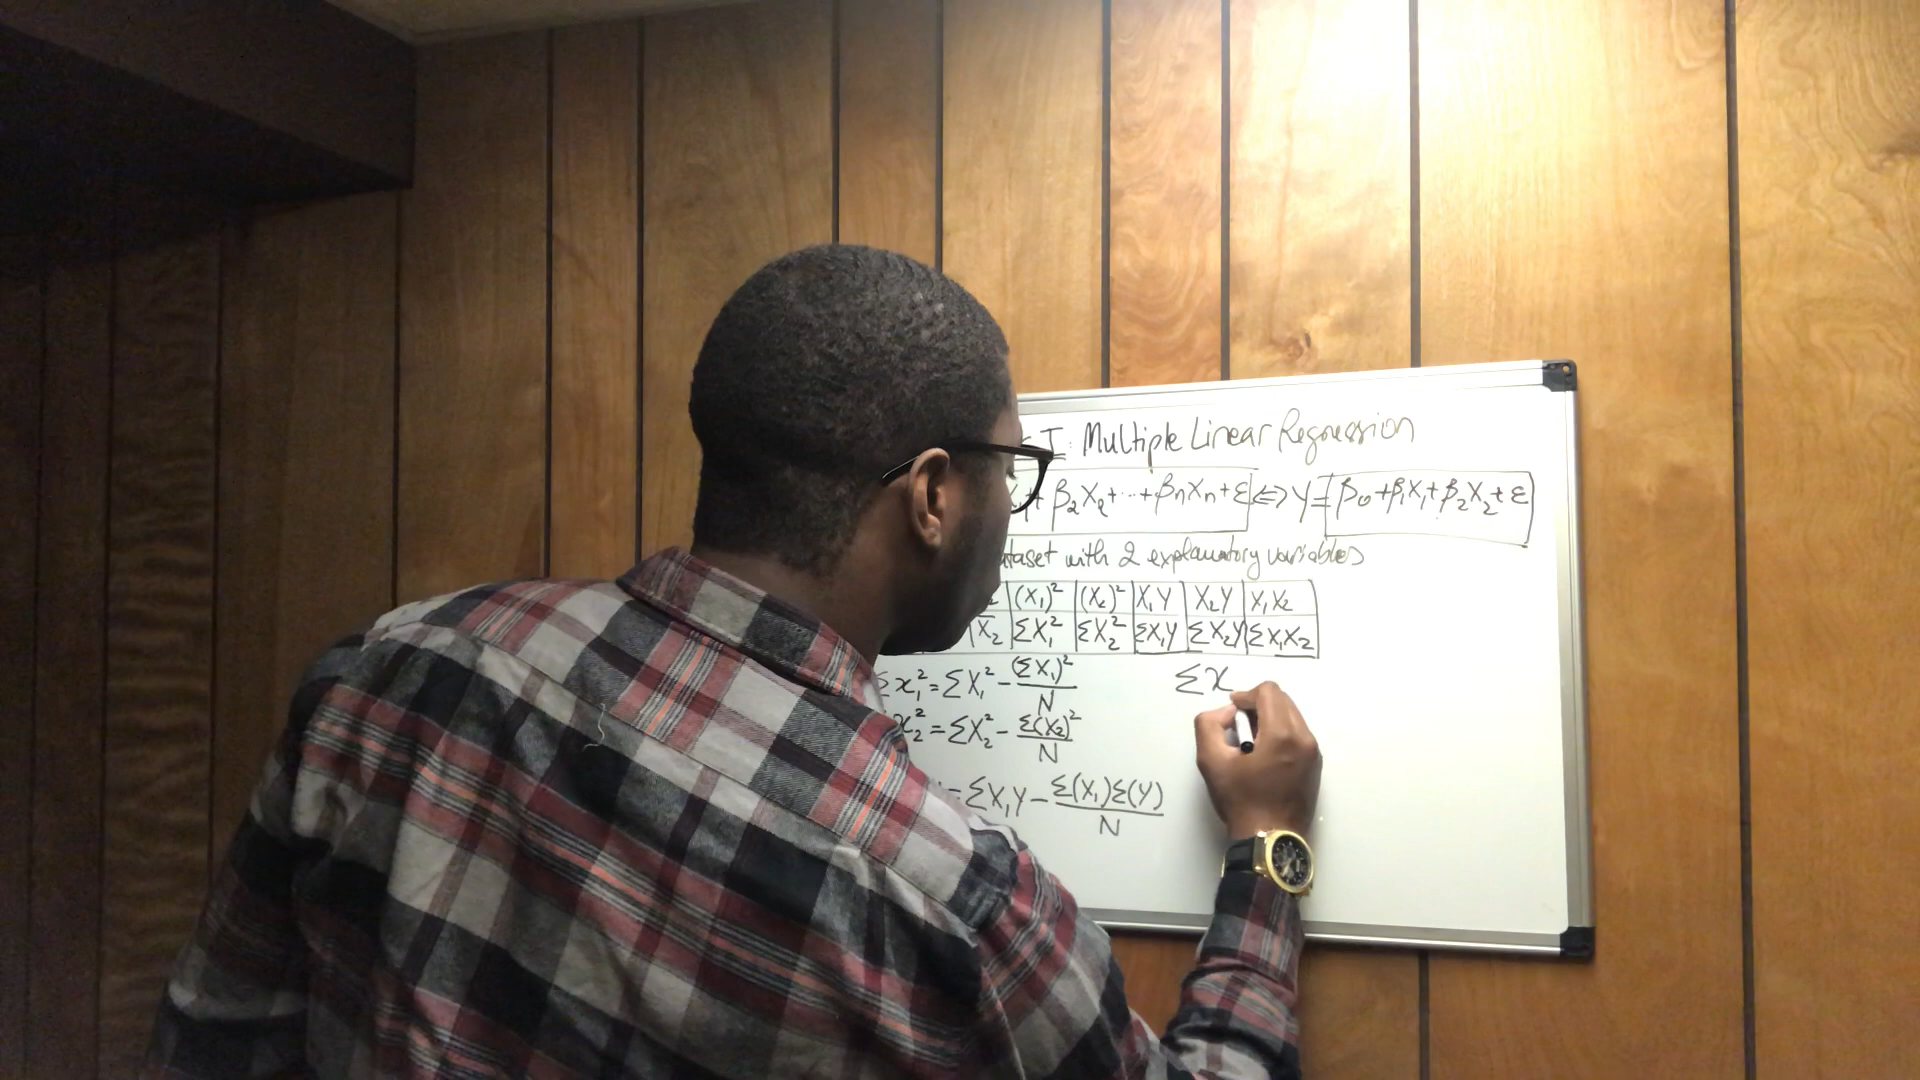 I: Multiple Linear Regression
+ β₂X₂+...+βnXn+ε ⇔ Y = β₀+β₁X₁+β₂X₂+ε
with 2 explanatory variables
(X₁)² (X₂)² X₁Y X₂Y X₁X₂
X₂ ΣX₁² ΣX₂² ΣX₁Y ΣX₂Y ΣX₁X₂
Σx₁² = ΣX₁² - (ΣX₁)²/N Σx
x₂² = ΣX₂² - Σ(X₂)²/N
= ΣX₁Y - Σ(X₁)Σ(Y)/N